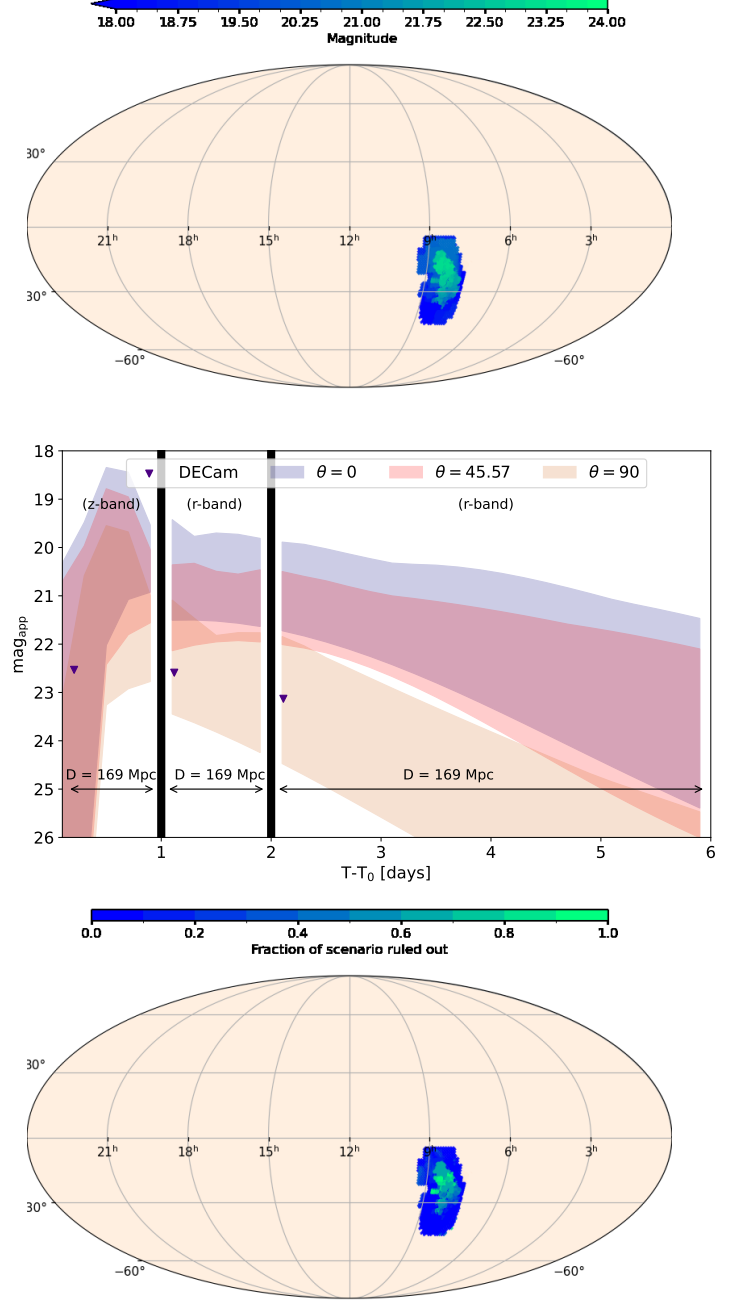 18.00 18.75 19.50 20.25 21.00 21.75 22.50 23.25 24.00
Magnitude
30°
21h 18h 15h 12h 9h 6h 3h
30°
−60° −60°
18
DECam θ = 0 θ = 45.57 θ = 90
19
(z-band) (r-band) (r-band)
20
21
22
magapp
23
24
D = 169 Mpc D = 169 Mpc D = 169 Mpc
25
26
1 2 3 4 5 6
T-T0 [days]
0.0 0.2 0.4 0.6 0.8 1.0
Fraction of scenario ruled out
30°
21h 18h 15h 12h 9h 6h 3h
30°
−60° −60°